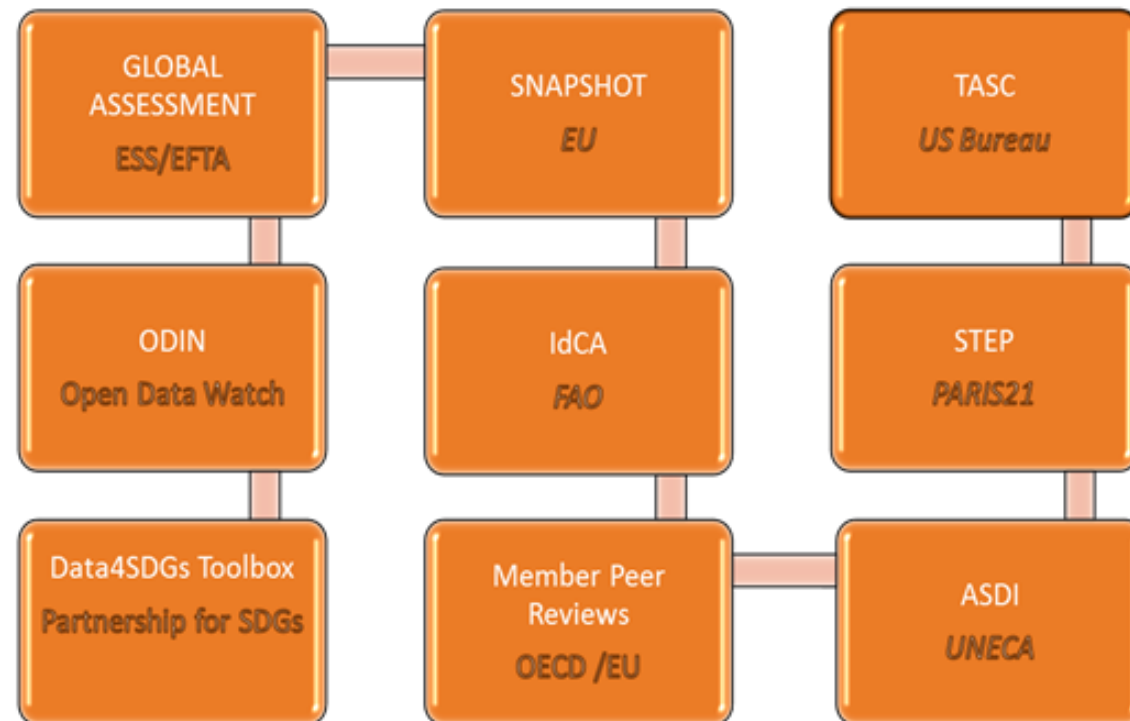 GLOBAL
ASSESSMENT
ESS/EFTA
SNAPSHOT
EU
TASC
US Bureau
ODIN
Open Data Watch
IdCA
FAO
STEP
PARIS21
Data4SDGs Toolbox
Partnership for SDGs
Member Peer
Reviews
OECD /EU
ASDI
UNECA